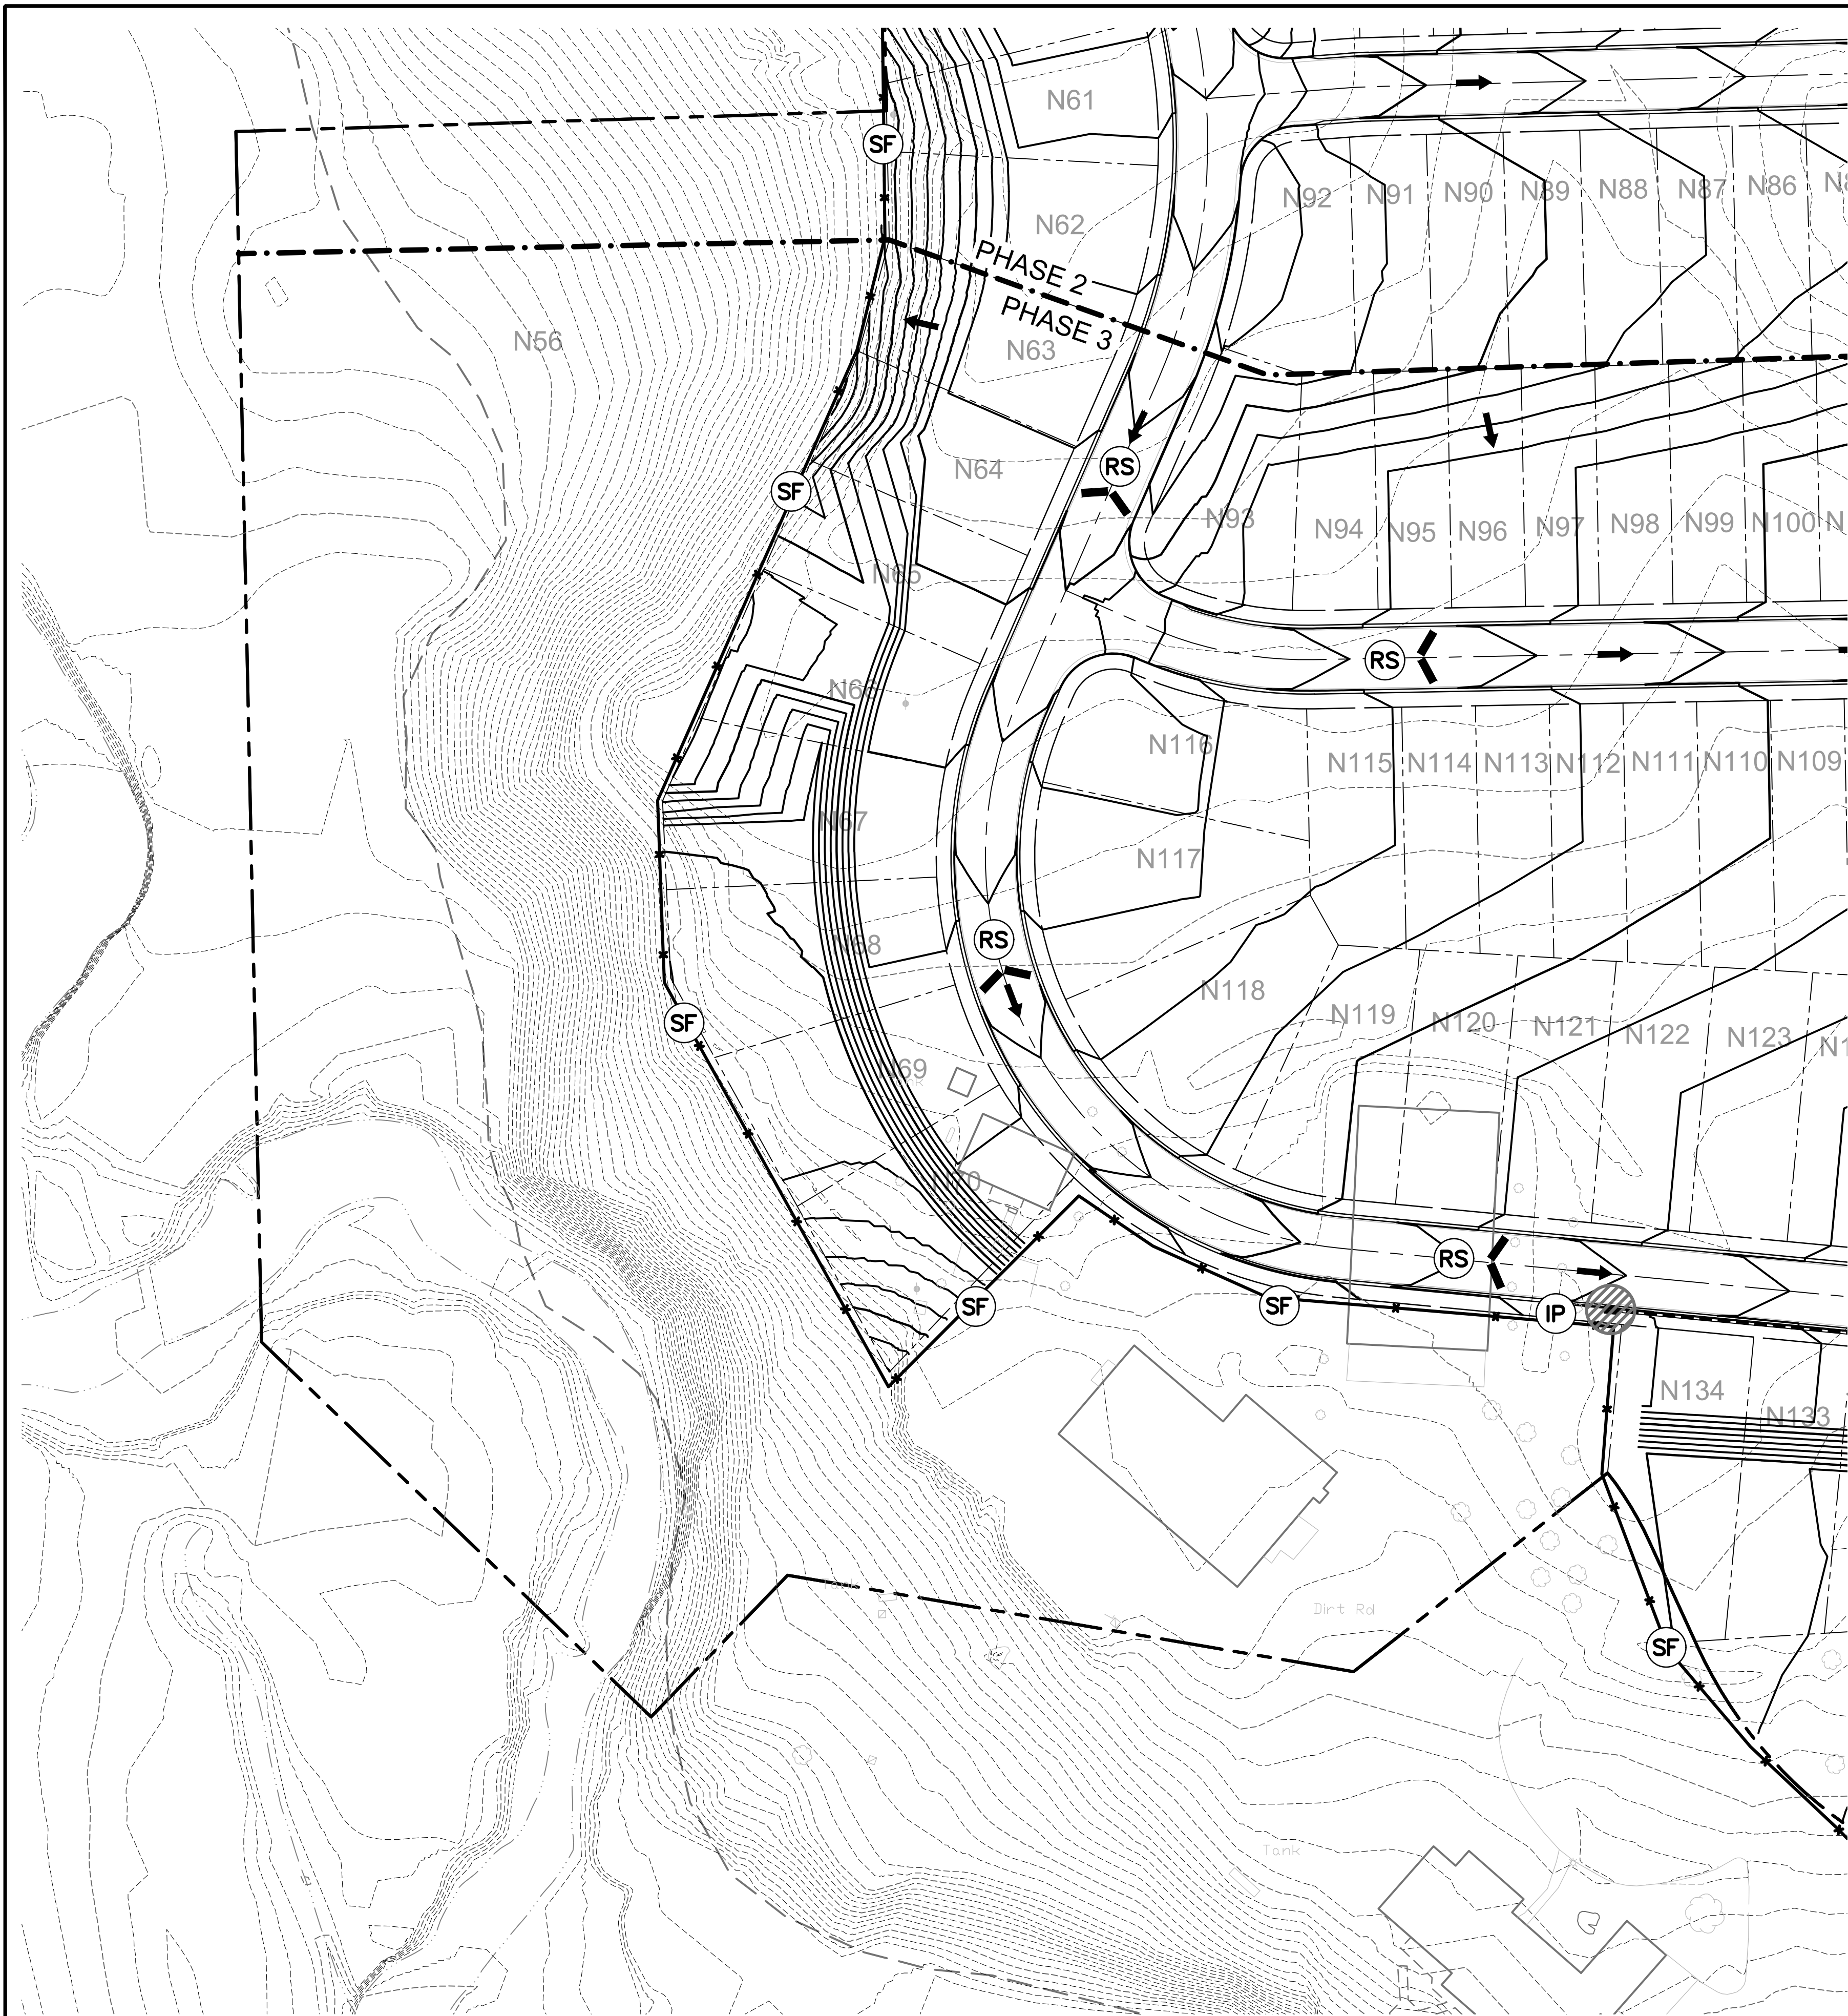 N61
SF
N92
N91
N90
N89
N88
N87
N86
N62
PHASE 2
PHASE 3
N56
N63
N64
RS
SF
N93
N94
N95
N96
N97
N98
N99
N100
N65
RS
N66
N116
N115
N114
N113
N112
N111
N110
N109
N67
N117
RS
N68
N118
SF
N119
N120
N121
N122
N123
N69
RS
SF
SF
IP
N134
N133
Dirt Rd
SF
Tank